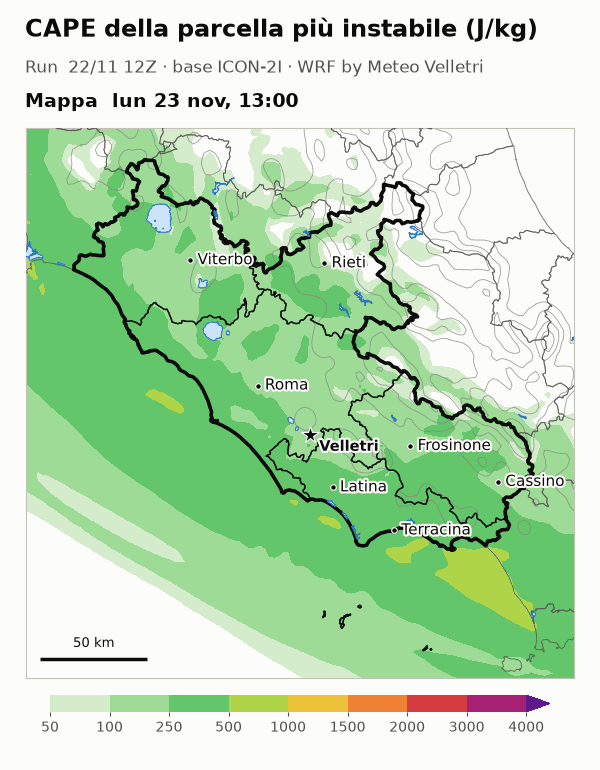 CAPE della parcella più instabile (J/kg)
Run  22/11 12Z · base ICON-2I · WRF by Meteo Velletri
Mappa  lun 23 nov, 13:00
Viterbo
Rieti
Roma
Velletri
Frosinone
Cassino
Latina
Terracina
50 km
50 100 250 500 1000 1500 2000 3000 4000